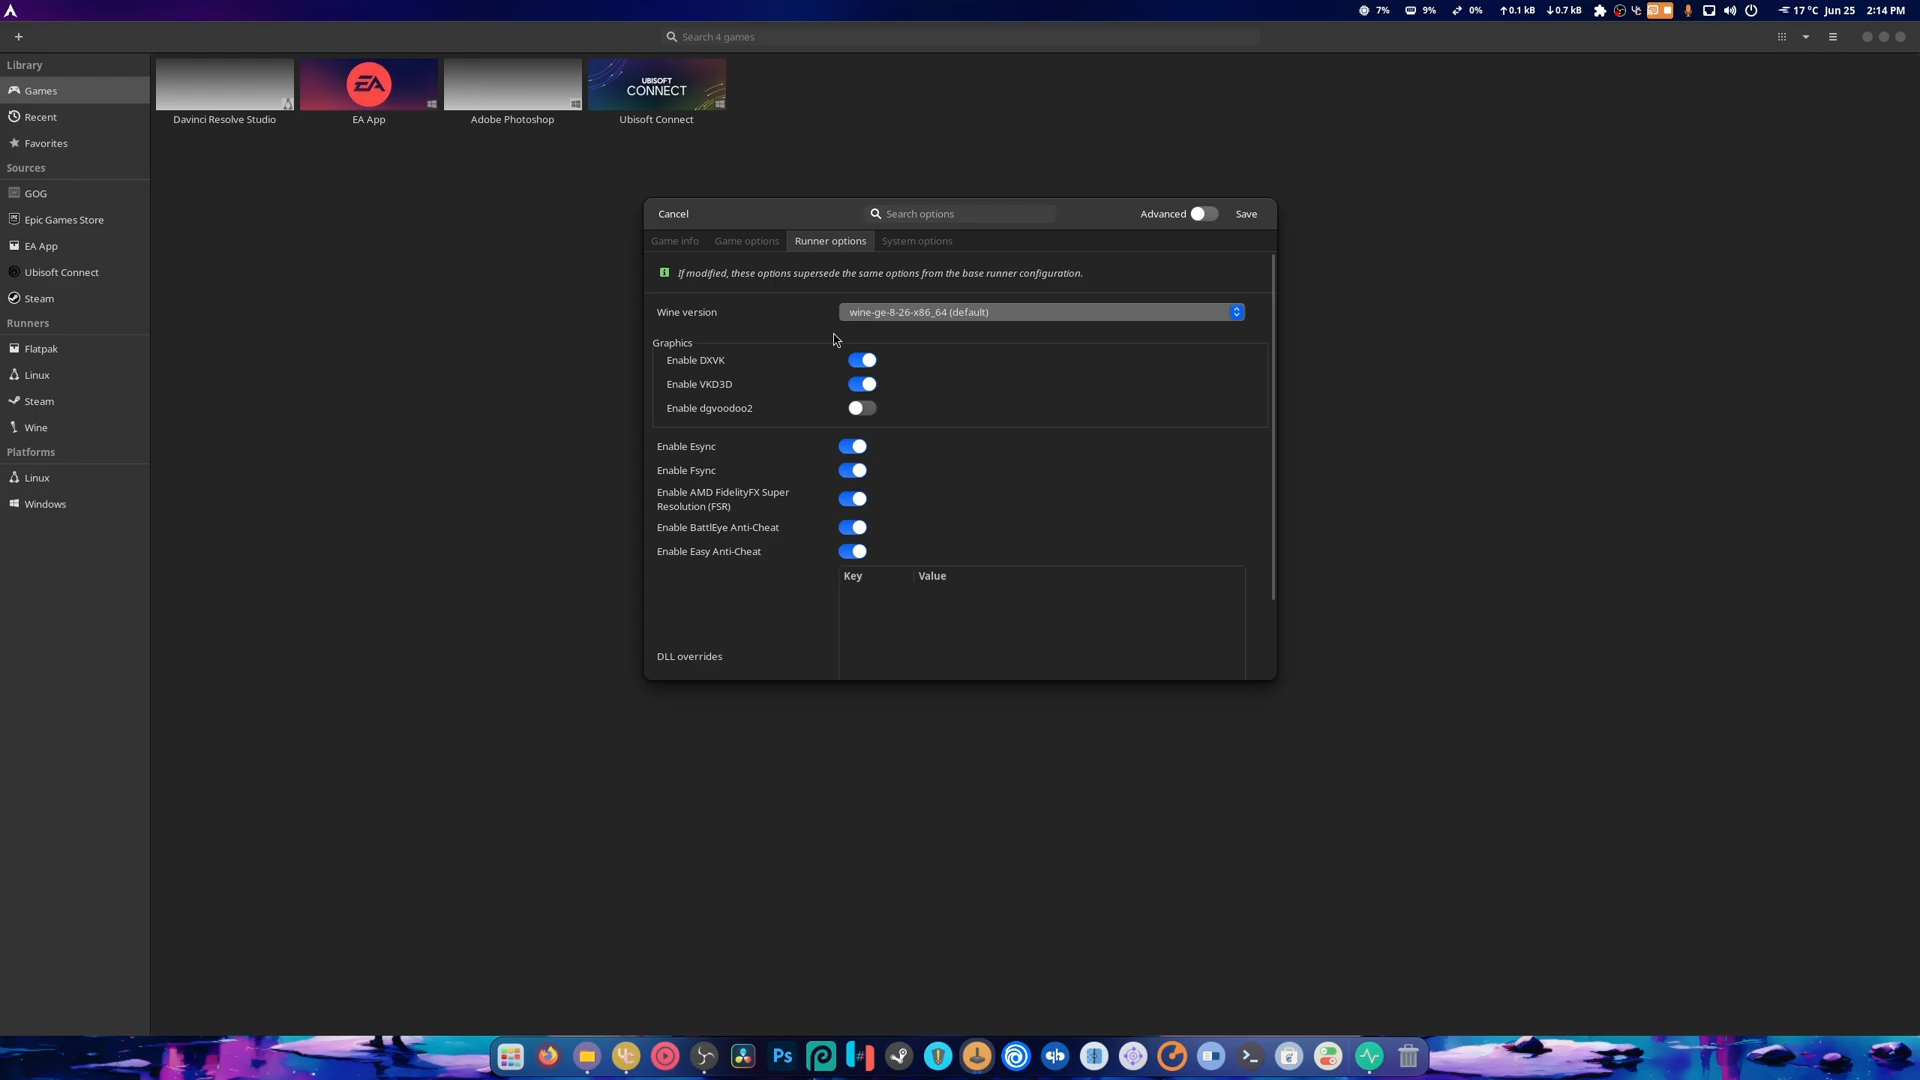 7% 9% 0% ↑0.1 kB ↓0.7 kB 17 °C Jun 25 2:14 PM
Search 4 games
Library
Games
Recent
Favorites
Sources
GOG
Epic Games Store
EA App
Ubisoft Connect
Steam
Runners
Flatpak
Linux
Steam
Wine
Platforms
Linux
Windows
EA
UBISOFT
CONNECT
Davinci Resolve Studio
EA App
Adobe Photoshop
Ubisoft Connect
Cancel
Search options
Advanced
Save
Game info
Game options
Runner options
System options
If modified, these options supersede the same options from the base runner configuration.
Wine version
wine-ge-8-26-x86_64 (default)
Graphics
Enable DXVK
Enable VKD3D
Enable dgvoodoo2
Enable Esync
Enable Fsync
Enable AMD FidelityFX Super
Resolution (FSR)
Enable BattlEye Anti-Cheat
Enable Easy Anti-Cheat
Key
Value
DLL overrides
Ps
qb